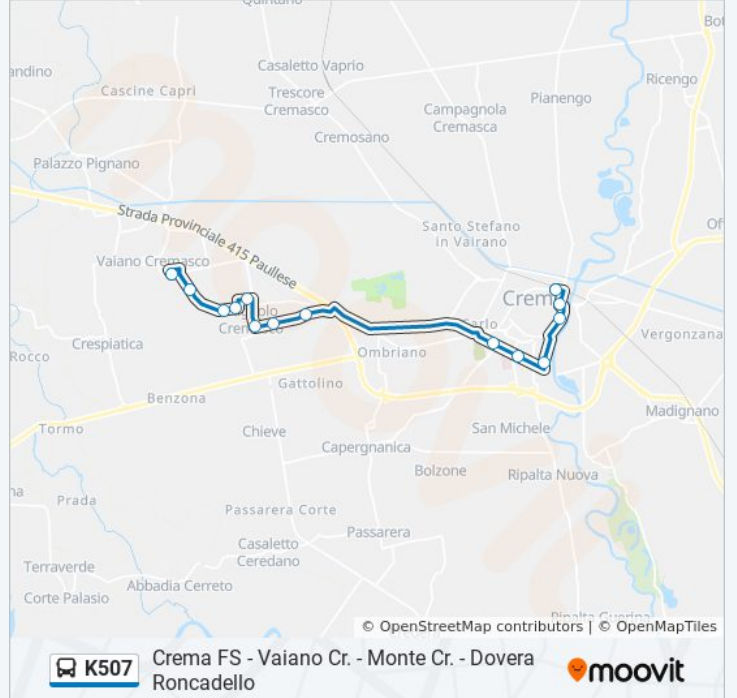 Quintano
Bot
andino
Casaletto Vaprio
Cascine Capri
Trescore
Cremasco
Ricengo
Pianengo
Campagnola
Cremasca
Cremosano
Palazzo Pignano
Strada Provinciale 415 Paullese
Santo Stefano
in Vairano
Of
Vaiano Cremasco
Crem
Cremasco
Carlo
Vergonzana
Rocco
Crespiatica
Ombriano
Gattolino
Benzona
Madignano
Tormo
Chieve
San Michele
Capergnanica
Bolzone
Ripalta Nuova
na
Prada
Passarera Corte
Passarera
Casaletto
Ceredano
Terraverde
Abbadia Cerreto
Corte Palasio
Ripalta Guerina
© OpenStreetMap contributors | © OpenMapTiles
K507
Crema FS - Vaiano Cr. - Monte Cr. - Dovera
Roncadello
moovit